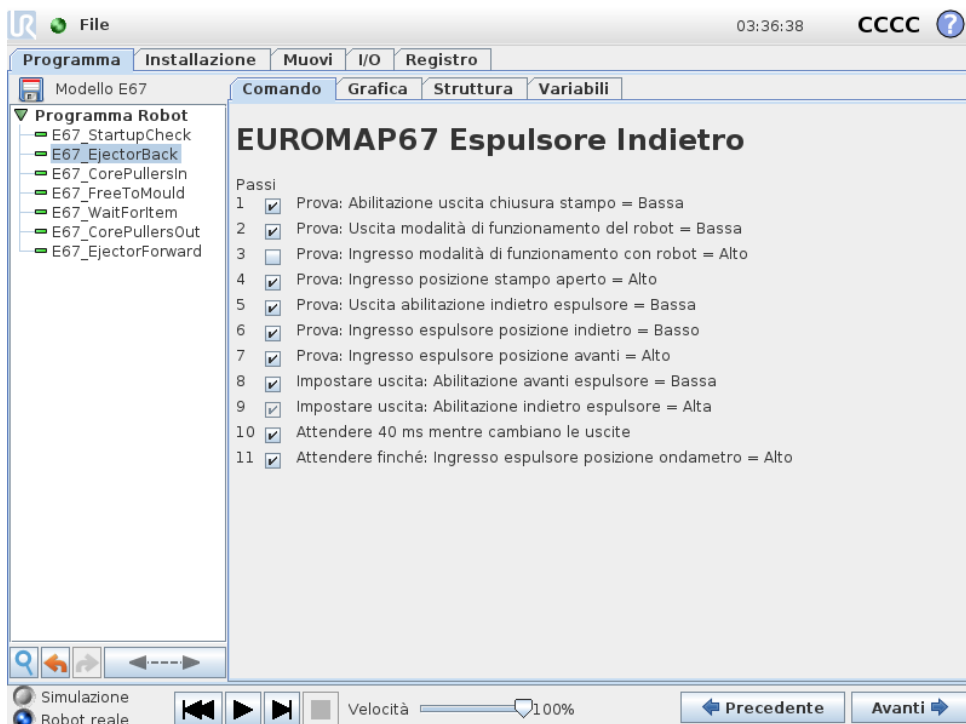 UR File 03:36:38 CCCC ?
Programma Installazione Muovi I/O Registro
Modello E67 Comando Grafica Struttura Variabili
Programma Robot
E67_StartupCheck
E67_EjectorBack
E67_CorePullersIn
E67_FreeToMould
E67_WaitForItem
E67_CorePullersOut
E67_EjectorForward
EUROMAP67 Espulsore Indietro
Passi
1 Prova: Abilitazione uscita chiusura stampo = Bassa
2 Prova: Uscita modalità di funzionamento del robot = Bassa
3 Prova: Ingresso modalità di funzionamento con robot = Alto
4 Prova: Ingresso posizione stampo aperto = Alto
5 Prova: Uscita abilitazione indietro espulsore = Bassa
6 Prova: Ingresso espulsore posizione indietro = Basso
7 Prova: Ingresso espulsore posizione avanti = Alto
8 Impostare uscita: Abilitazione avanti espulsore = Bassa
9 Impostare uscita: Abilitazione indietro espulsore = Alta
10 Attendere 40 ms mentre cambiano le uscite
11 Attendere finché: Ingresso espulsore posizione ondametro = Alto
Simulazione
Robot reale
Velocità 100%
Precedente Avanti